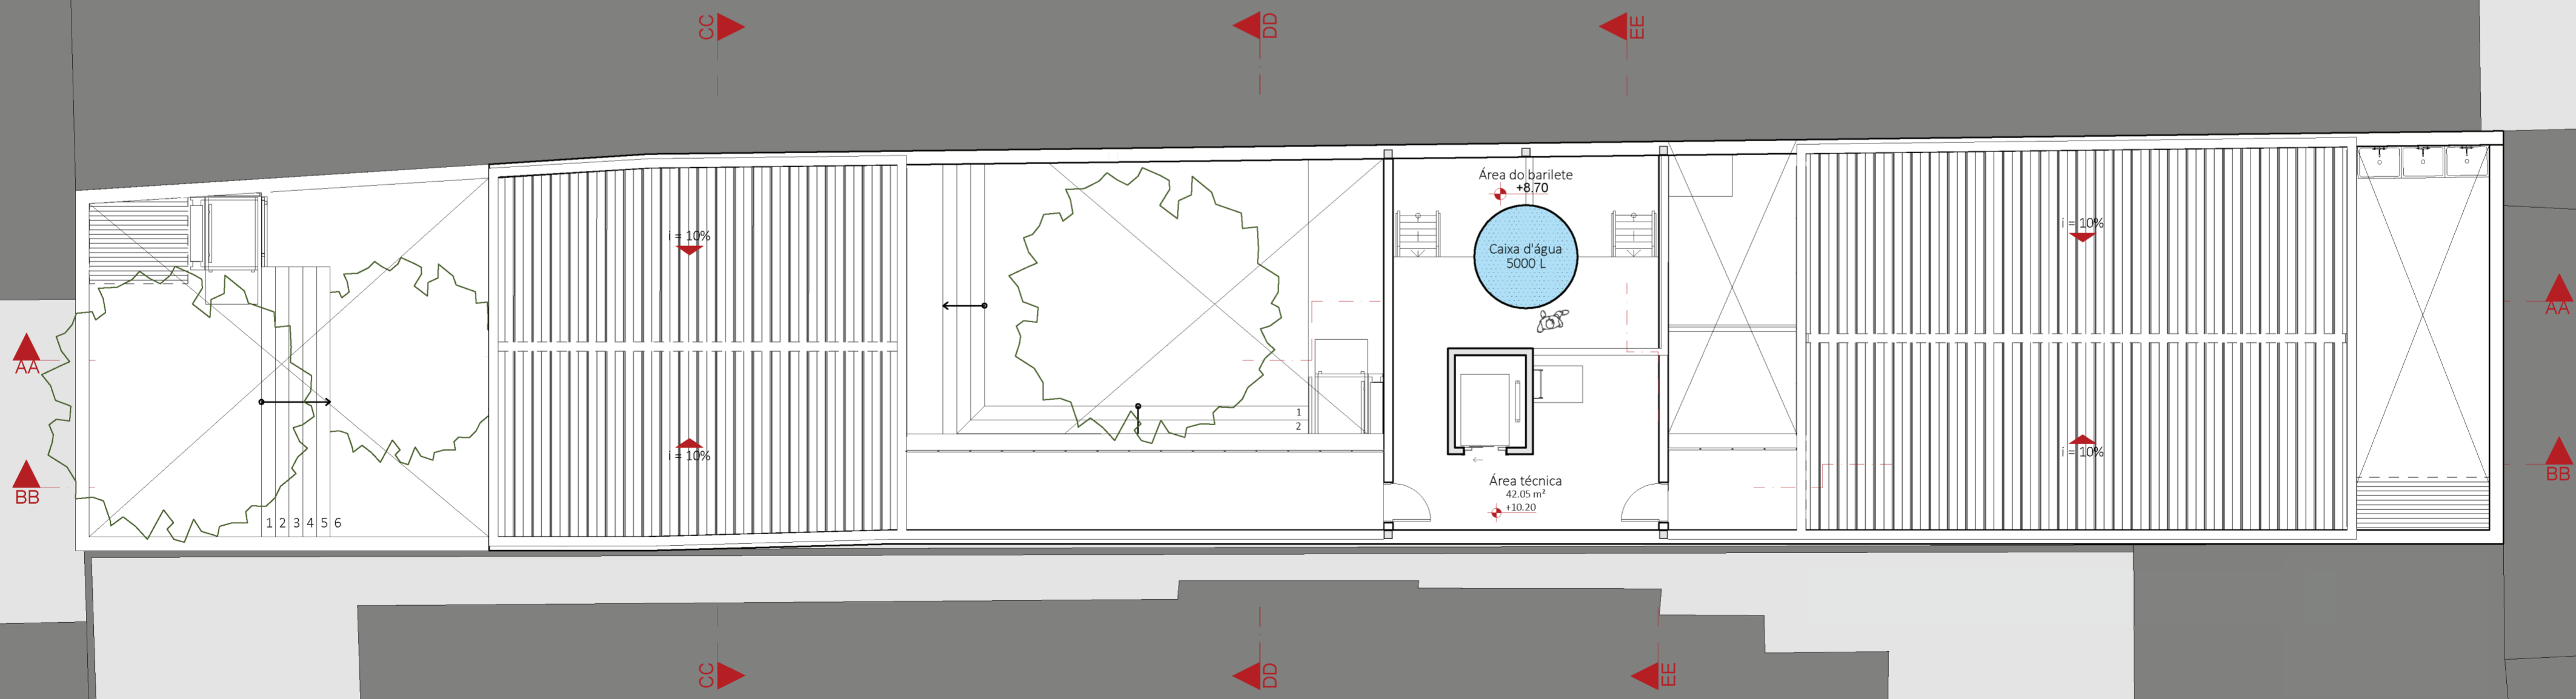 CC
DD
EE
Área do barilete
+8.70
i = 10%
i = 10%
Caixa d'água
5000 L
AA
AA
1
2
i = 10%
i = 10%
BB
BB
Área técnica
42.05 m²
+10.20
1 2 3 4 5 6
CC
DD
EE